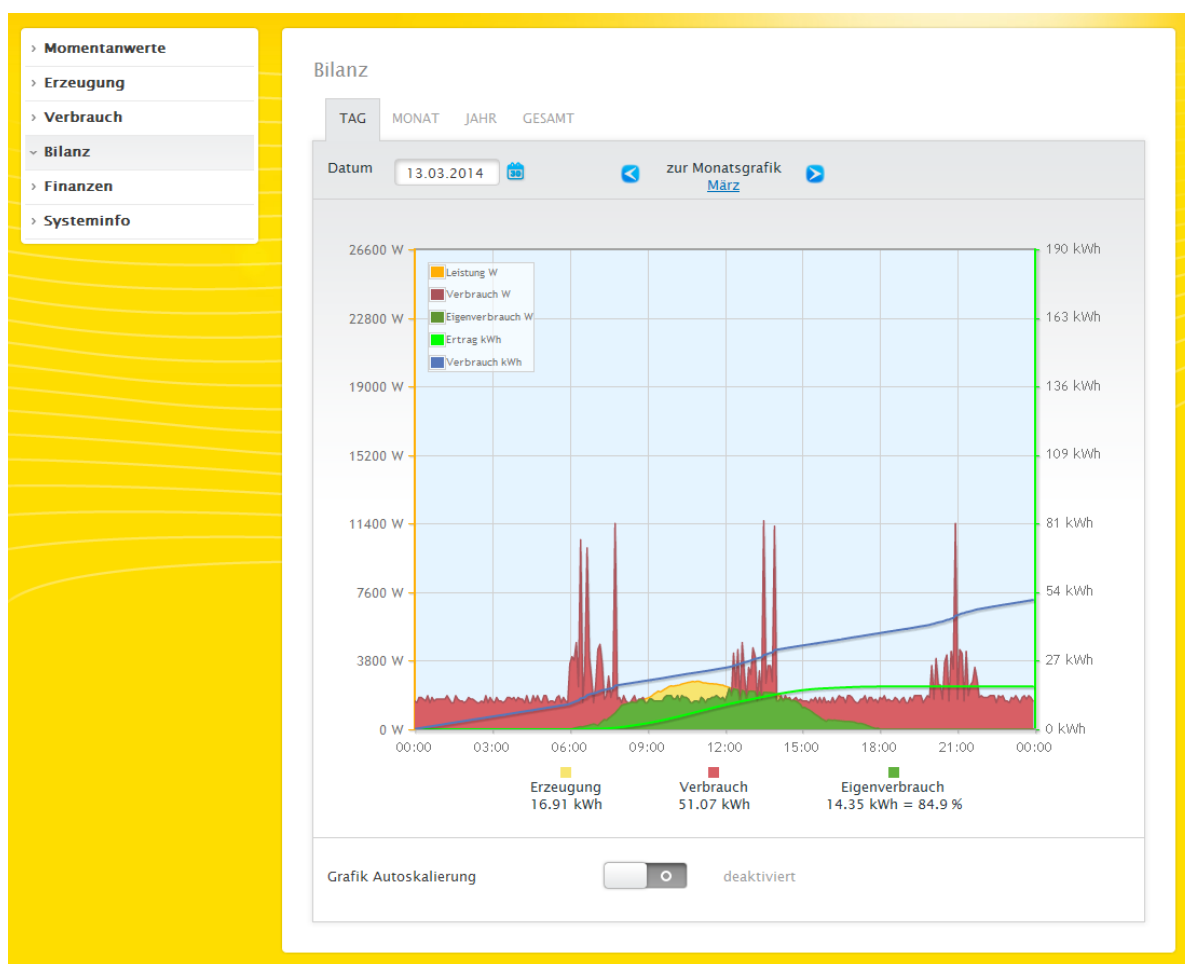 Momentanwerte
Erzeugung
Verbrauch
Bilanz
Finanzen
Systeminfo
Bilanz
TAG MONAT JAHR GESAMT
Datum 13.03.2014 30 zur Monatsgrafik
März
26600 W 190 kWh
Leistung W
Verbrauch W
22800 W Eigenverbrauch W 163 kWh
Ertrag kWh
Verbrauch kWh
19000 W 136 kWh
15200 W 109 kWh
11400 W 81 kWh
7600 W 54 kWh
3800 W 27 kWh
0 W 0 kWh
00:00 03:00 06:00 09:00 12:00 15:00 18:00 21:00 00:00
Erzeugung Verbrauch Eigenverbrauch
16.91 kWh 51.07 kWh 14.35 kWh = 84.9 %
Grafik Autoskalierung deaktiviert